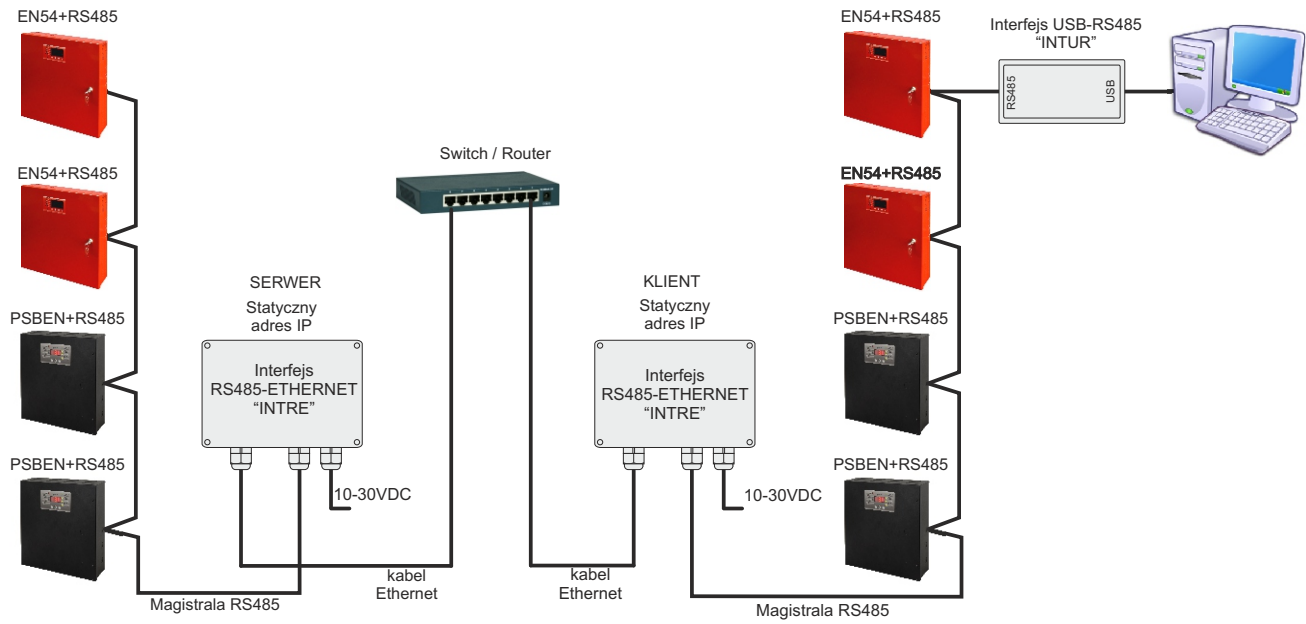 EN54+RS485
EN54+RS485
PSBEN+RS485
PSBEN+RS485
Magistrala RS485
SERWER
Statyczny
adres IP
Interfejs
RS485-ETHERNET
“INTRE”
10-30VDC
kabel
Ethernet
Switch / Router
kabel
Ethernet
KLIENT
Statyczny
adres IP
Interfejs
RS485-ETHERNET
“INTRE”
10-30VDC
Magistrala RS485
EN54+RS485
EN54+RS485
PSBEN+RS485
PSBEN+RS485
Interfejs USB-RS485
“INTUR”
RS485
USB